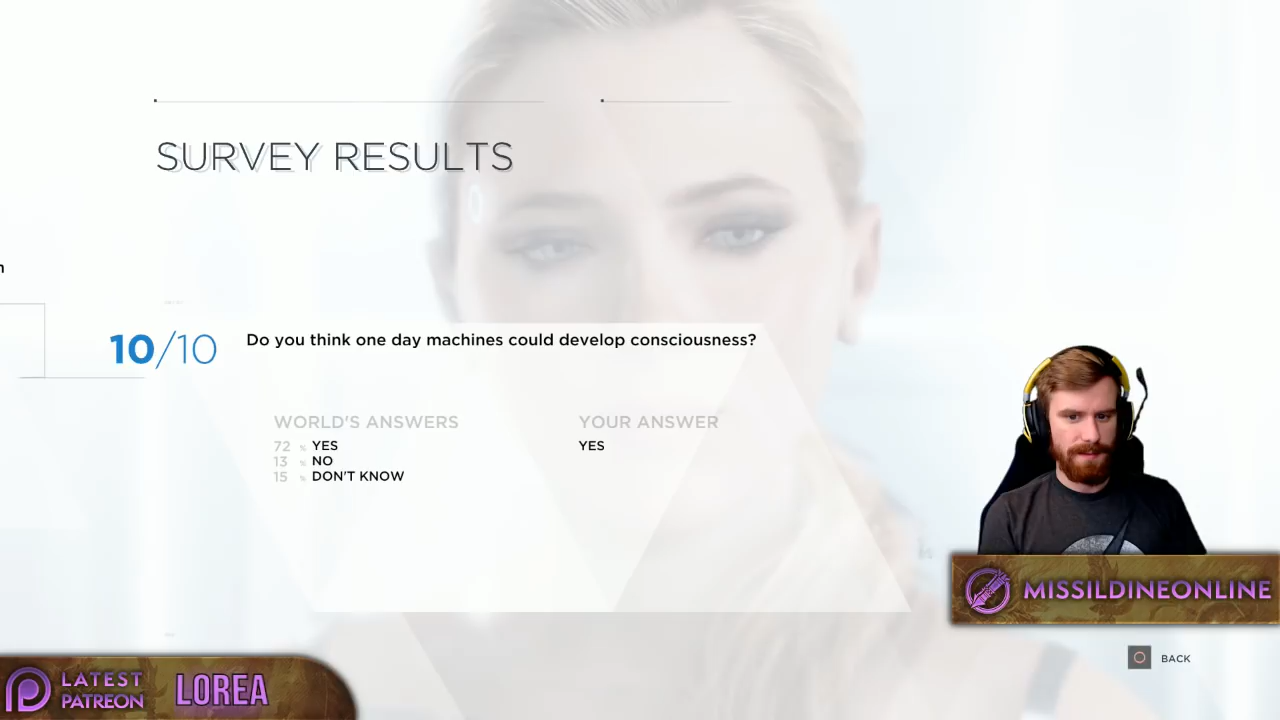 SURVEY RESULTS
n
10/10
Do you think one day machines could develop consciousness?
WORLD'S ANSWERS
YOUR ANSWER
72 % YES
YES
13 % NO
15 % DON'T KNOW
MISSILDINEONLINE
BACK
LATEST
PATREON
LOREA